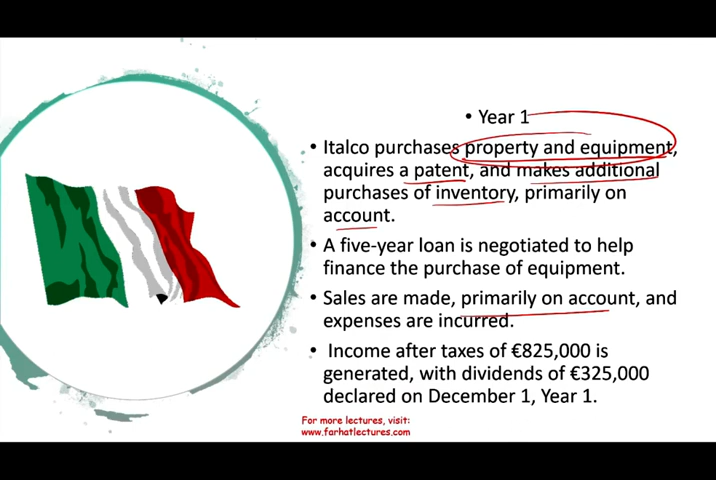 • Year 1
• Italco purchases property and equipment,
acquires a patent, and makes additional
purchases of inventory, primarily on
account.
• A five-year loan is negotiated to help
finance the purchase of equipment.
• Sales are made, primarily on account, and
expenses are incurred.
• Income after taxes of €825,000 is
generated, with dividends of €325,000
declared on December 1, Year 1.
For more lectures, visit:
www.farhatlectures.com